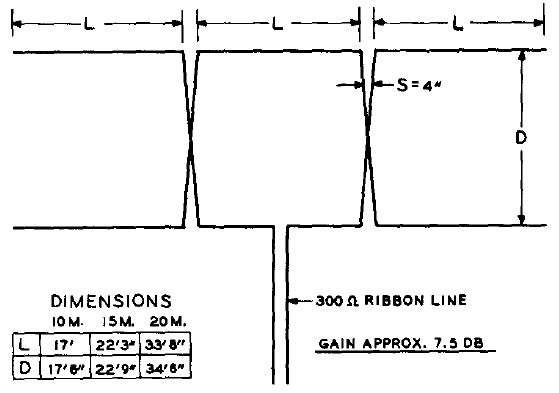 L L L
S=4"
D
300 Ω RIBBON LINE
DIMENSIONS
10 M. 15 M. 20 M.
L 17' 22'3" 33'8"
D 17'6" 22'9" 34'6"
GAIN APPROX. 7.5 DB